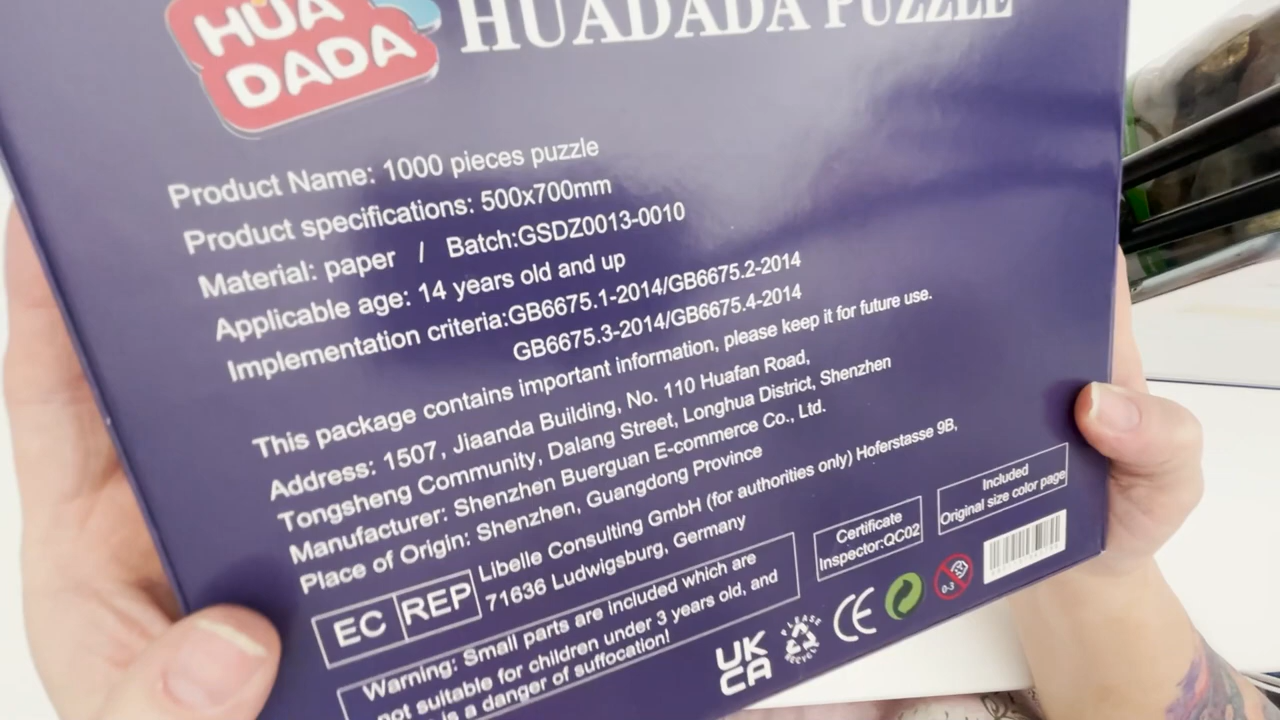 HUA
DADA
HUADADA PUZZLE
Product Name: 1000 pieces puzzle
Product specifications: 500x700mm
Material: paper / Batch:GSDZ0013-0010
Applicable age: 14 years old and up
Implementation criteria:GB6675.1-2014/GB6675.2-2014
GB6675.3-2014/GB6675.4-2014
This package contains important information, please keep it for future use.
Address: 1507, Jiaanda Building, No. 110 Huafan Road,
Tongsheng Community, Dalang Street, Longhua District, Shenzhen
Manufacturer: Shenzhen Buerguan E-commerce Co., Ltd.
Place of Origin: Shenzhen, Guangdong Province
EC REP
Libelle Consulting GmbH (for authorities only) Hoferstasse 9B,
71636 Ludwigsburg, Germany
Warning: Small parts are included which are
not suitable for children under 3 years old, and
is a danger of suffocation!
Certificate
Inspector:QC02
Included
Original size color page
UK
CA
PLEASE
RECYCLE
CE
0-3